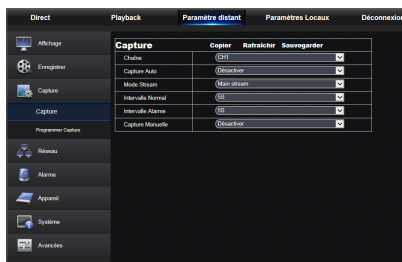 Direct Playback Paramètre distant Paramètres Locaux Déconnexion
Affichage
Enregistrer
Capture
Capture
Programmer Capture
Réseau
Alarme
Appareil
Système
Avancées
Capture Copier Rafraîchir Sauvegarder
Chaîne CH1
Capture Auto Désactiver
Mode Stream Main stream
Intervalle Normal 5S
Intervalle Alarme 5S
Capture Manuelle Désactiver